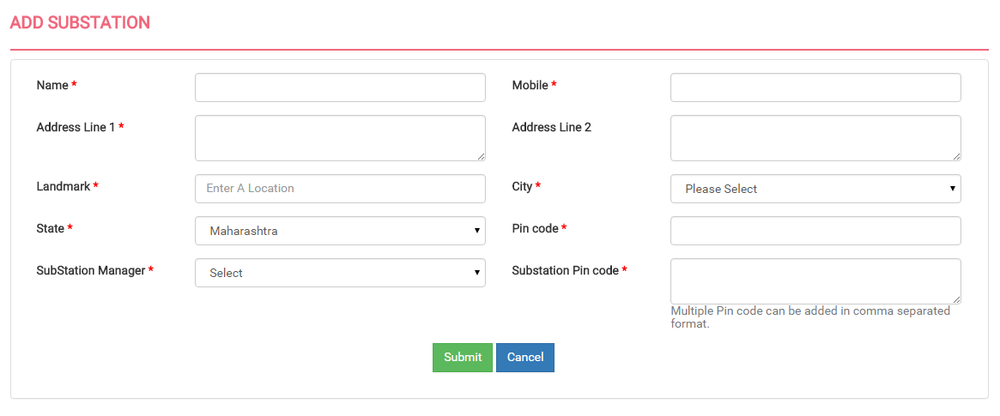 ADD SUBSTATION
Name *
Mobile *
Address Line 1 *
Address Line 2
Landmark *
Enter A Location
City *
Please Select
State *
Maharashtra
Pin code *
SubStation Manager *
Select
Substation Pin code *
Multiple Pin code can be added in comma separated
format.
Submit
Cancel